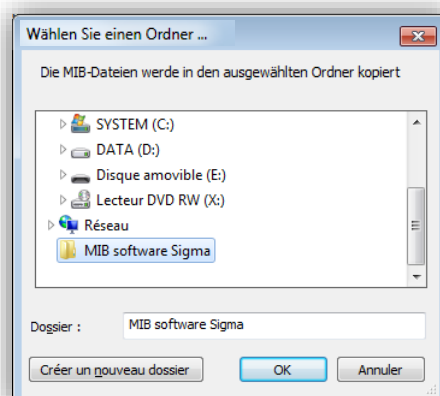 Wählen Sie einen Ordner ...
Die MIB-Dateien werde in den ausgewählten Ordner kopiert
SYSTEM (C:)
DATA (D:)
Disque amovible (E:)
Lecteur DVD RW (X:)
Réseau
MIB software Sigma
Dossier : MIB software Sigma
Créer un nouveau dossier OK Annuler